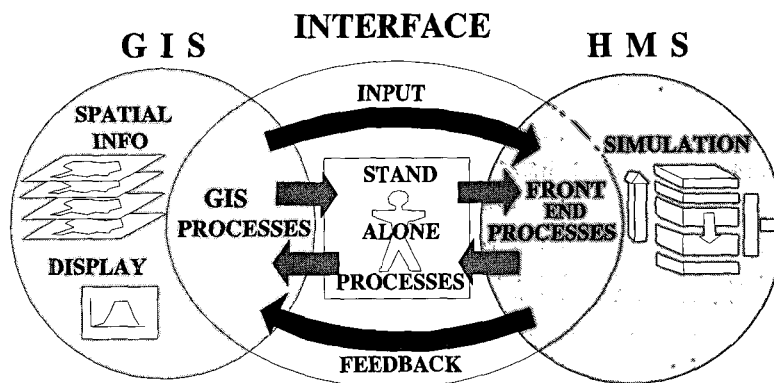 INTERFACE
G I S
H M S
INPUT
SPATIAL
INFO
SIMULATION
GIS
PROCESSES
STAND
ALONE
PROCESSES
FRONT
END
PROCESSES
DISPLAY
FEEDBACK